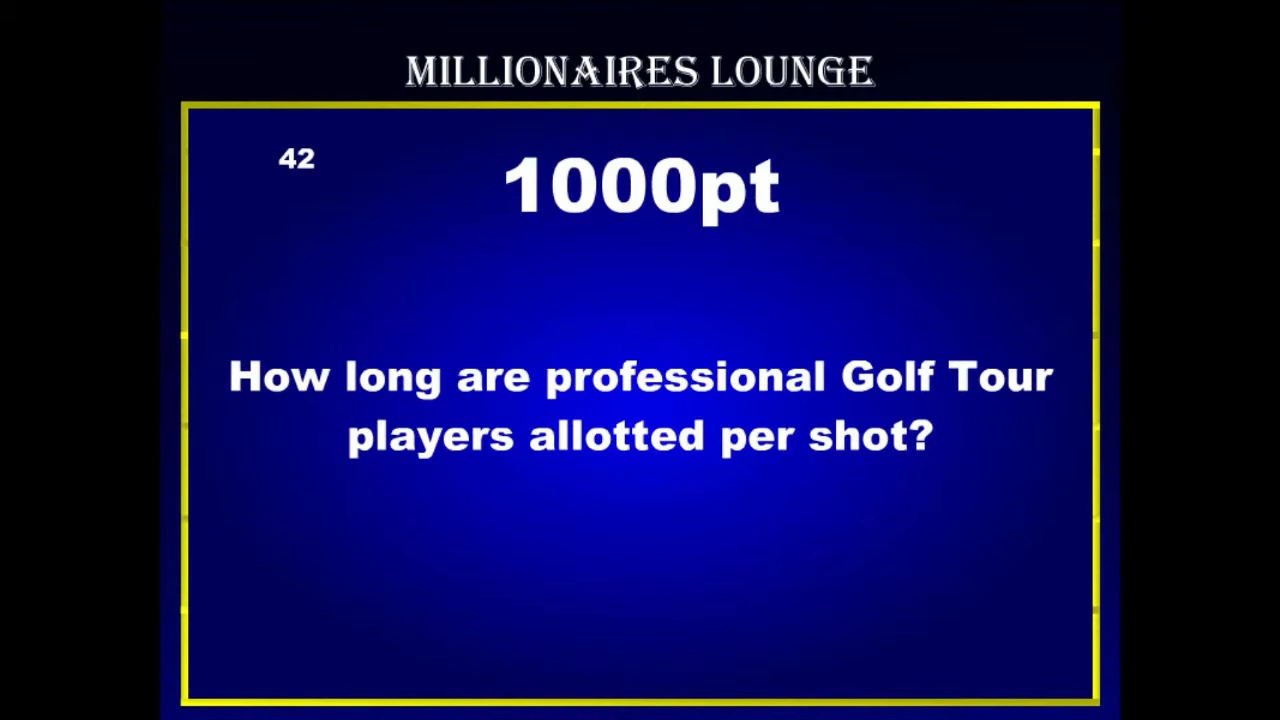 MILLIONAIRES LOUNGE
42
1000pt
How long are professional Golf Tour
players allotted per shot?